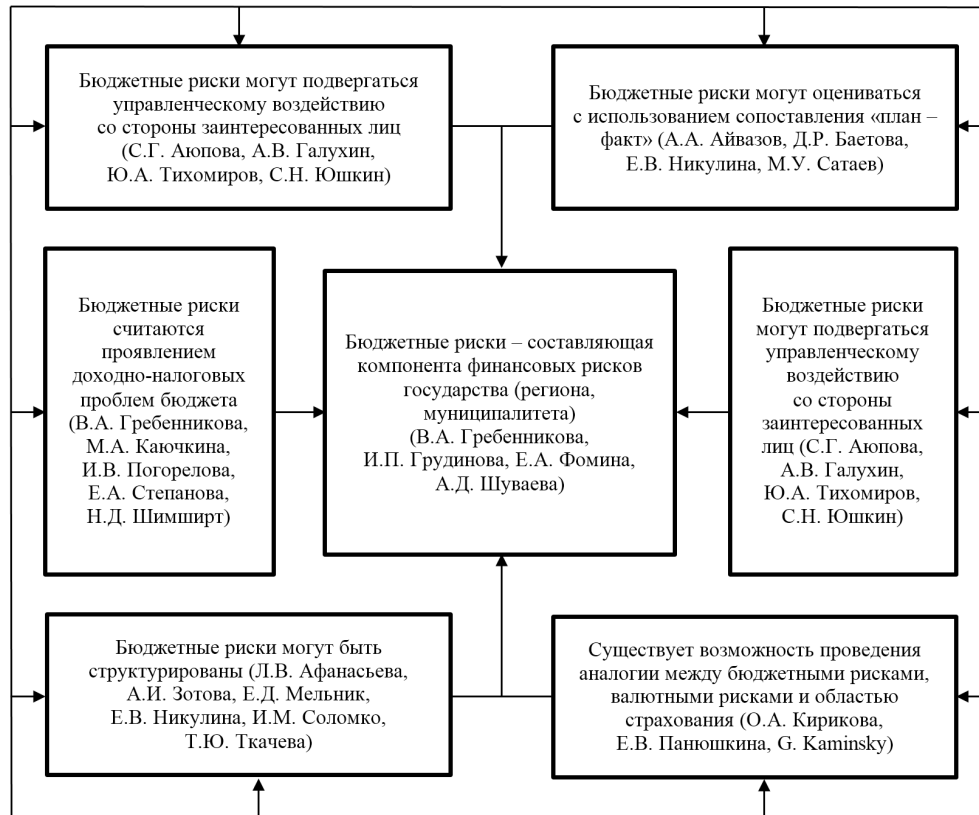 Бюджетные риски могут подвергаться
управленческому воздействию
со стороны заинтересованных лиц
(С.Г. Аюпова, А.В. Галухин,
Ю.А. Тихомиров, С.Н. Юшкин)
Бюджетные риски могут оцениваться
с использованием сопоставления «план –
факт» (А.А. Айвазов, Д.Р. Баетова,
Е.В. Никулина, М.У. Сатаев)
Бюджетные риски
считаются
проявлением
доходно-налоговых
проблем бюджета
(В.А. Гребенникова,
М.А. Каючкина,
И.В. Погорелова,
Е.А. Степанова,
Н.Д. Шимширт)
Бюджетные риски – составляющая
компонента финансовых рисков
государства (региона,
муниципалитета)
(В.А. Гребенникова,
И.П. Грудинова, Е.А. Фомина,
А.Д. Шуваева)
Бюджетные риски
могут подвергаться
управленческому
воздействию
со стороны
заинтересованных
лиц (С.Г. Аюпова,
А.В. Галухин,
Ю.А. Тихомиров,
С.Н. Юшкин)
Бюджетные риски могут быть
структурированы (Л.В. Афанасьева,
А.И. Зотова, Е.Д. Мельник,
Е.В. Никулина, И.М. Соломко,
Т.Ю. Ткачева)
Существует возможность проведения
аналогии между бюджетными рисками,
валютными рисками и областью
страхования (О.А. Кирикова,
Е.В. Панюшкина, G. Kaminsky)